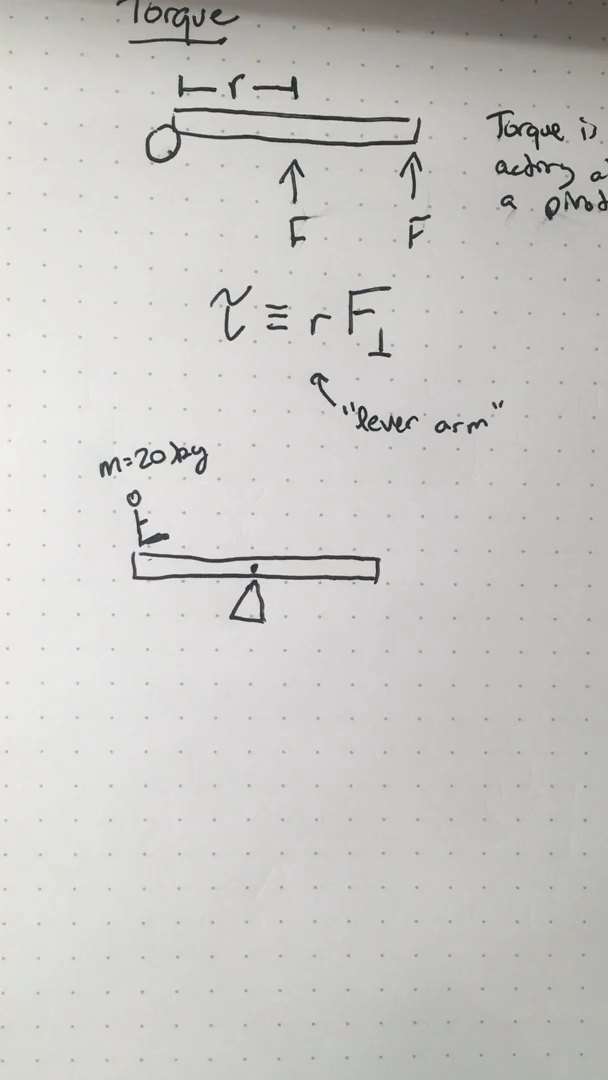 Torque
r
F F
Torque is
acting
a pivot
τ ≡ r F⊥
"lever arm"
m=20kg